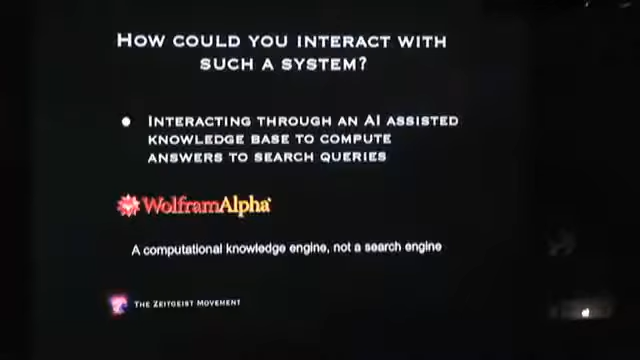 HOW COULD YOU INTERACT WITH
SUCH A SYSTEM?
● INTERACTING THROUGH AN AI ASSISTED
KNOWLEDGE BASE TO COMPUTE
ANSWERS TO SEARCH QUERIES
WolframAlpha
A computational knowledge engine, not a search engine
THE ZEITGEIST MOVEMENT